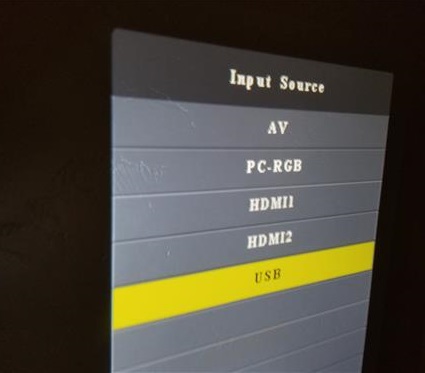 Input Source
AV
PC-RGB
HDMI1
HDMI2
USB